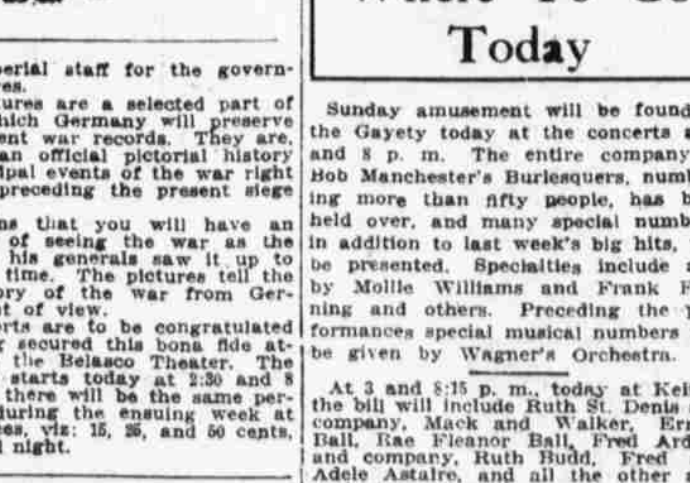 perial staff for the govern-
ures are a selected part of
which Germany will preserve
ent war records. They are,
an official pictorial history
ipal events of the war right
preceding the present siege
ns that you will have an
of seeing the war as the
his generals saw it up to
time. The pictures tell the
ory of the war from Ger-
t of view.
rts are to be congratulated
secured this bona fide at-
the Belasco Theater. The
starts today at 2:30 and 8
there will be the same per-
during the ensuing week at
ces, viz: 15, 25, and 50 cents,
night.
Today
Sunday amusement will be found
the Gayety today at the concerts a
and 8 p. m. The entire company
Bob Manchester's Burlesquers, numb
ing more than fifty people, has b
held over, and many special numb
in addition to last week's big hits,
be presented. Specialties include
by Mollie Williams and Frank F
ning and others. Preceding the p
formances special musical numbers
be given by Wagner's Orchestra.
At 3 and 8:15 p. m., today at Kei
the bill will include Ruth St. Denis
company, Mack and Walker, Ern
Ball, Rae Eleanor Ball, Fred Ard
and company, Ruth Budd, Fred
Adele Astaire, and all the other